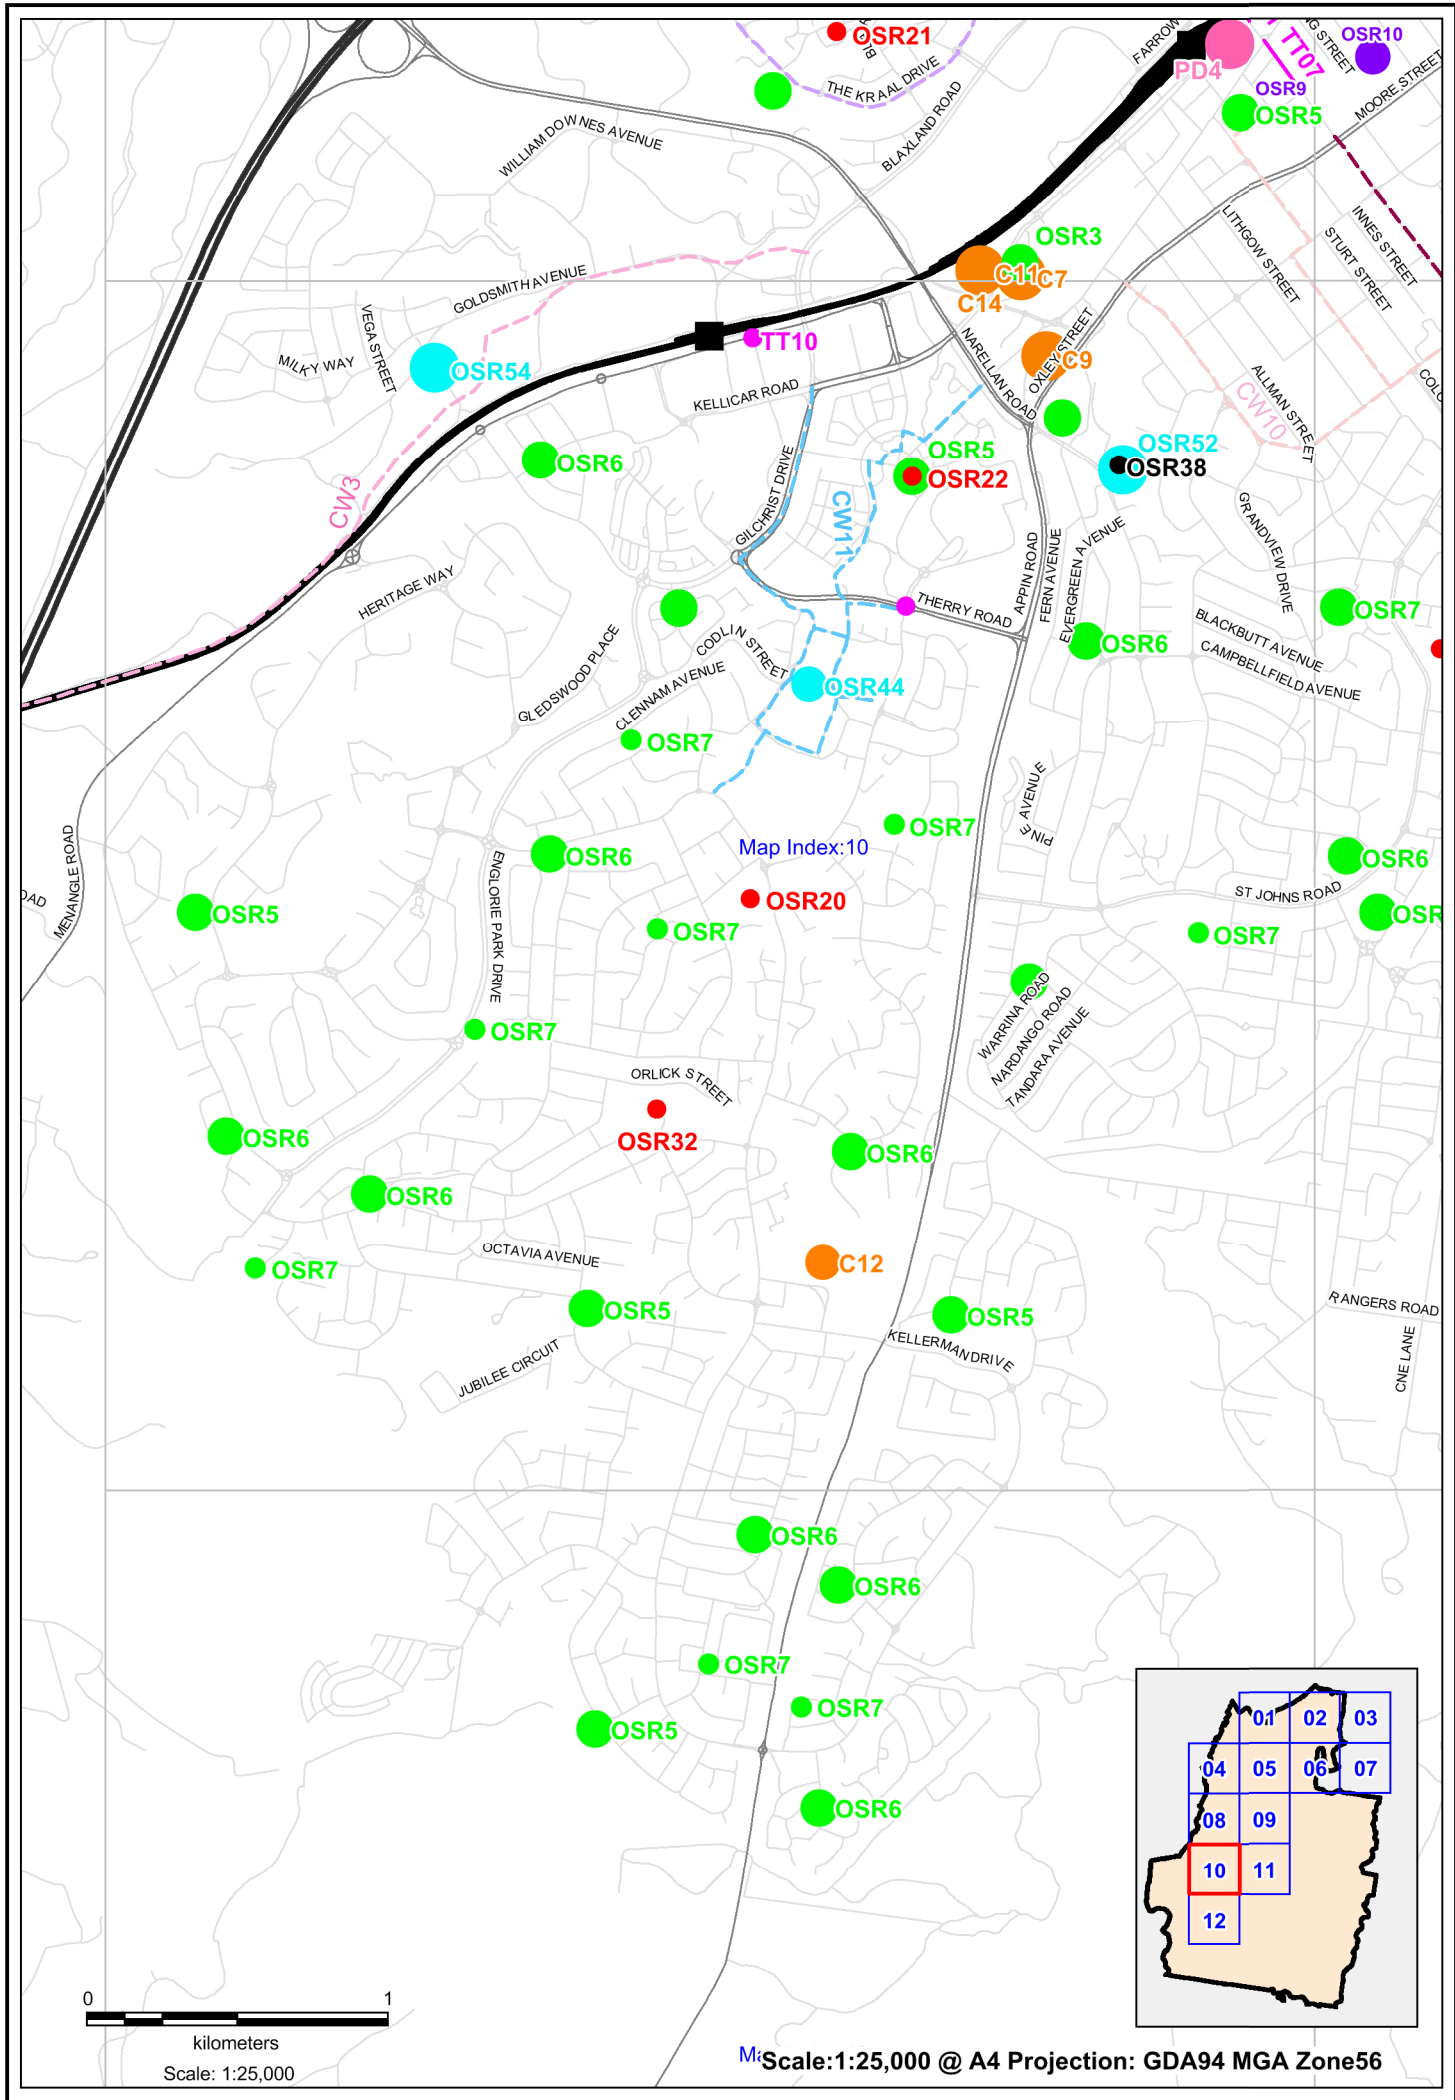 OSR21
THE KRAAL DRIVE
BLAXLAND ROAD
FARROW
PD4
TT07
NG STREET
OSR10
OSR9
OSR5
MOORE STREET
WILLIAM DOWNES AVENUE
LITHGOW STREET
STURT STREET
INNES STREET
OSR3
C11
C7
C14
GOLDSMITH AVENUE
VEGA STREET
MILKY WAY
OSR54
TT10
KELLICAR ROAD
NARELLAN ROAD
OXLEY STREET
C9
ALLMAN STREET
CW10
COLO
OSR6
OSR5
OSR22
OSR52
OSR38
CW3
GILCHRIST DRIVE
CW11
APPIN ROAD
FERN AVENUE
EVERGREEN AVENUE
GRANDVIEW DRIVE
HERITAGE WAY
THERRY ROAD
BLACKBUTT AVENUE
CAMPBELLFIELD AVENUE
OSR7
OSR6
GLEDSWOOD PLACE
CODLIN STREET
CLENNAM AVENUE
OSR44
OSR7
PINE AVENUE
OSR7
Map Index:10
MENANGLE ROAD
OAD
ENGLORIE PARK DRIVE
OSR6
OSR6
OSR5
OSR20
ST JOHNS ROAD
OSR
OSR7
OSR7
WARRINA ROAD
NARDANGO ROAD
TANDARA AVENUE
OSR7
ORLICK STREET
OSR32
OSR6
OSR6
OSR6
OCTAVIA AVENUE
C12
OSR7
OSR5
OSR5
RANGERS ROAD
KELLERMAN DRIVE
JUBILEE CIRCUIT
CNE LANE
OSR6
OSR6
OSR7
OSR7
OSR5
OSR6
01 02 03
04 05 06 07
08 09
10 11
12
0 1
kilometers
Scale: 1:25,000
Ma
Scale:1:25,000 @ A4 Projection: GDA94 MGA Zone56